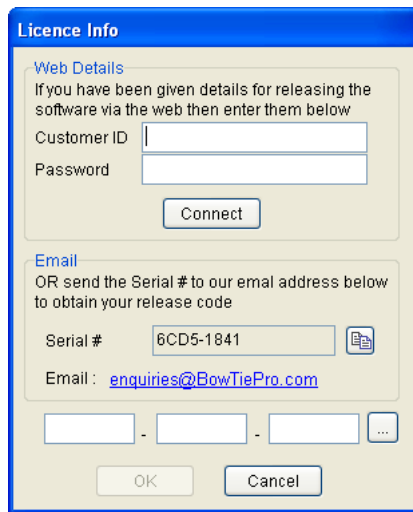 Licence Info
Web Details
If you have been given details for releasing the
software via the web then enter them below
Customer ID
Password
Connect
Email
OR send the Serial # to our emal address below
to obtain your release code
Serial # 6CD5-1841
Email : enquiries@BowTiePro.com
- - ...
OK Cancel